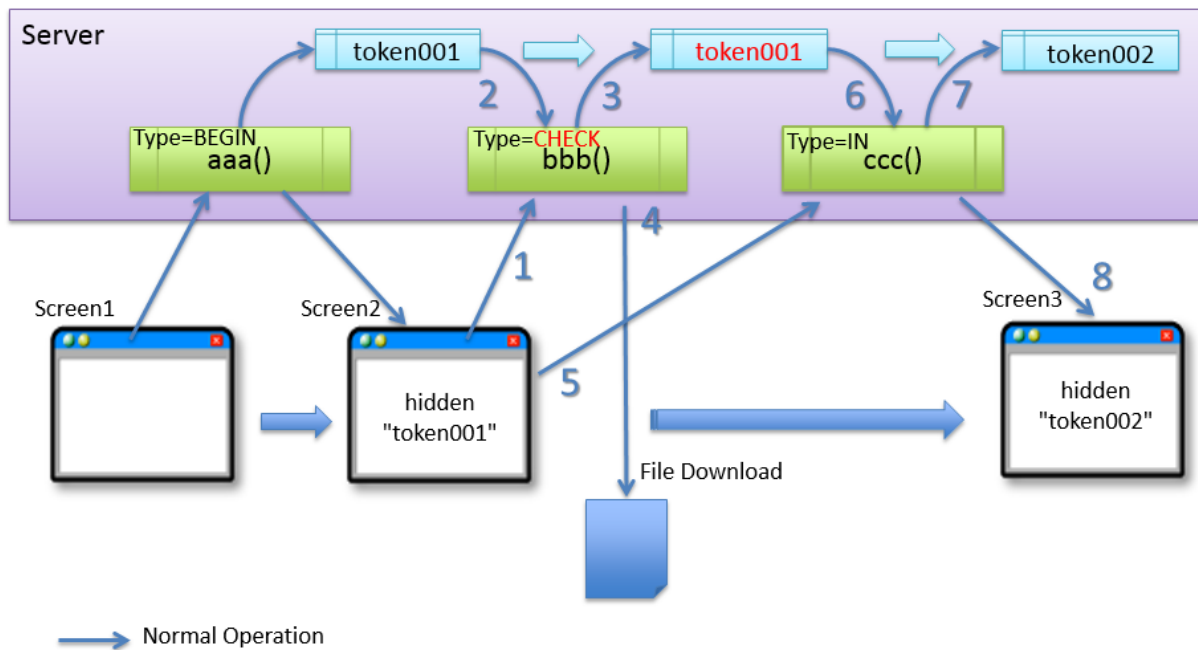 Server
token001
token001
token002
2
3
6
7
Type=BEGIN
aaa()
Type=CHECK
bbb()
Type=IN
ccc()
4
1
8
Screen1
Screen2
Screen3
5
hidden
"token001"
hidden
"token002"
File Download
Normal Operation